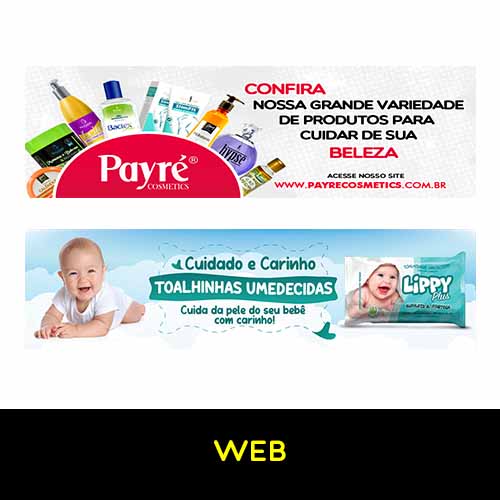 CONFIRA
NOSSA GRANDE VARIEDADE
DE PRODUTOS PARA
CUIDAR DE SUA
BELEZA
ACESSE NOSSO SITE
WWW.PAYRECOSMETICS.COM.BR
hypse
Payré®
COSMETICS
Cuidado e Carinho
TOALHINHAS UMEDECIDAS
Cuida da pele do seu bebê
com carinho!
LiPPY
Plus
WEB